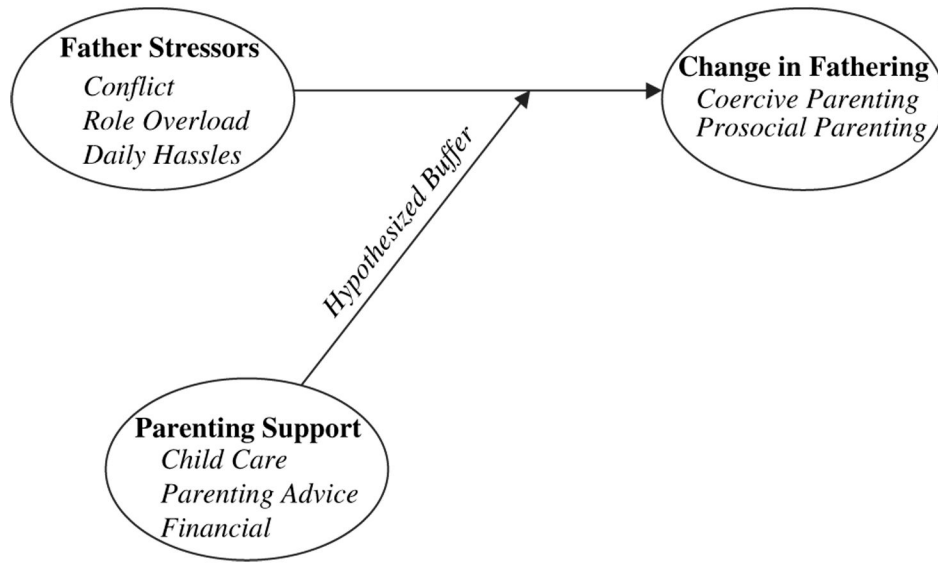 Father Stressors
Conflict
Role Overload
Daily Hassles
Change in Fathering
Coercive Parenting
Prosocial Parenting
Hypothesized Buffer
Parenting Support
Child Care
Parenting Advice
Financial